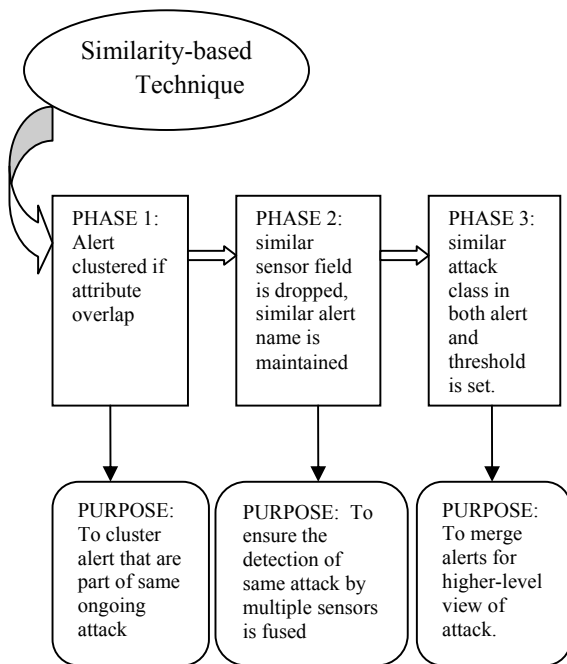 Similarity-based
Technique
PHASE 1:
Alert
clustered if
attribute
overlap
PHASE 2:
similar
sensor field
is dropped,
similar alert
name is
maintained
PHASE 3:
similar
attack
class in
both alert
and
threshold
is set.
PURPOSE:
To cluster
alert that are
part of same
ongoing
attack
PURPOSE: To
ensure the
detection of
same attack by
multiple sensors
is fused
PURPOSE:
To merge
alerts for
higher-level
view of
attack.